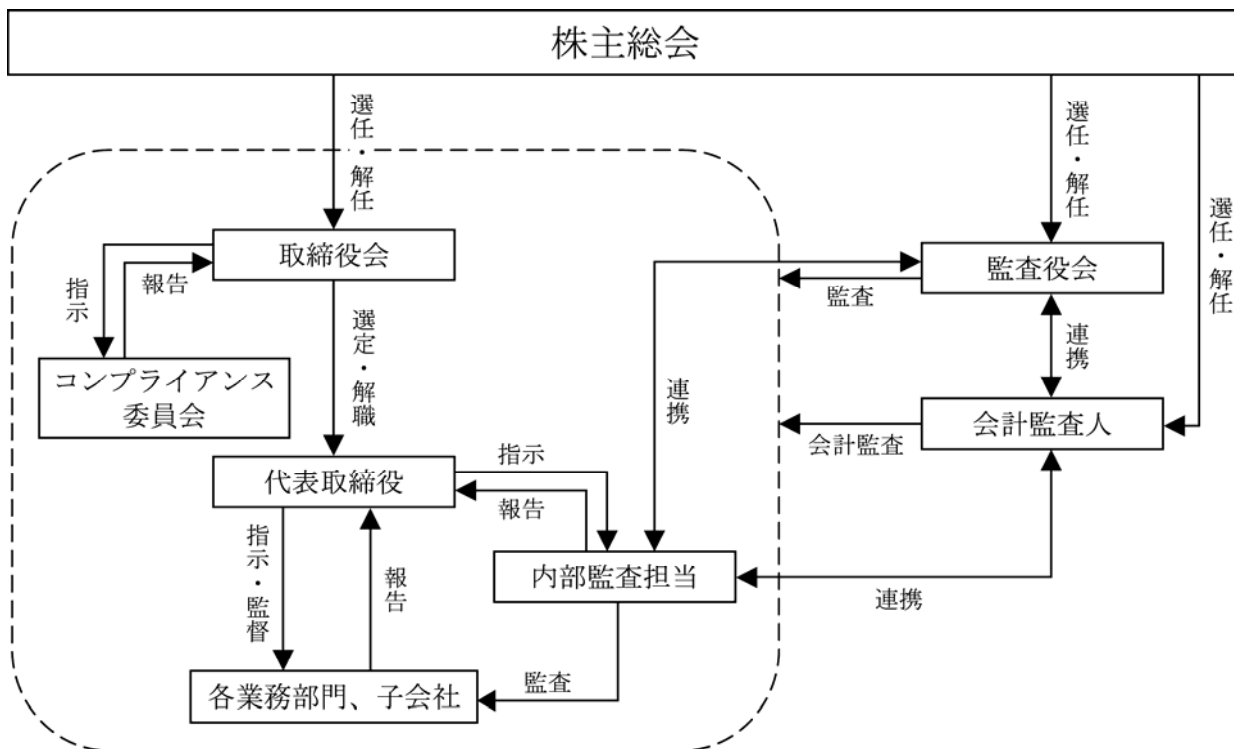 株主総会
選任・解任
選任・解任
選任・解任
取締役会
監査役会
指示
報告
監査
選定・解職
連携
連携
コンプライアンス
委員会
会計監査人
会計監査
代表取締役
指示
報告
指示・監督
報告
内部監査担当
連携
各業務部門、子会社
監査